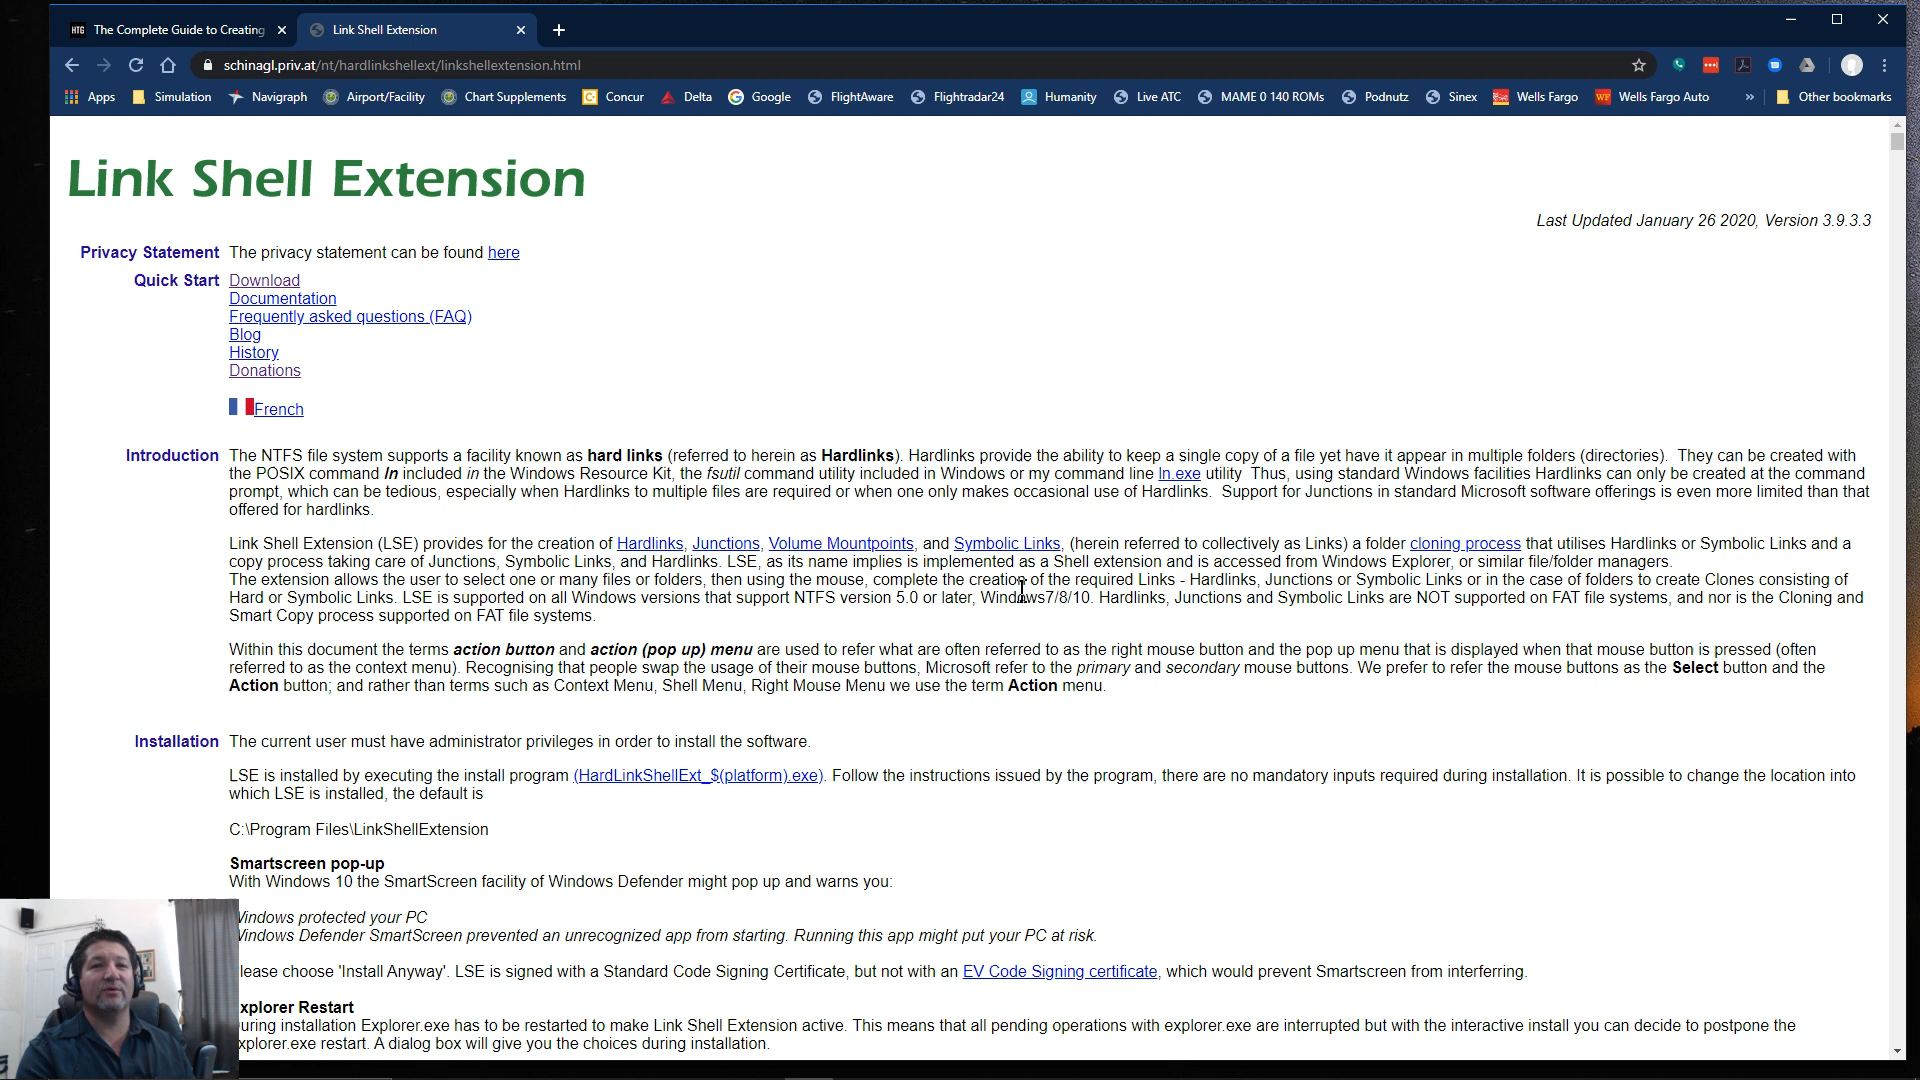 HTG The Complete Guide to Creating
Link Shell Extension
schinagl.priv.at/nt/hardlinkshellext/linkshellextension.html
Apps Simulation Navigraph Airport/Facility Chart Supplements Concur Delta Google FlightAware Flightradar24 Humanity Live ATC MAME 0 140 ROMs Podnutz Sinex Wells Fargo WF Wells Fargo Auto » Other bookmarks
Link Shell Extension
Last Updated January 26 2020, Version 3.9.3.3
Privacy Statement The privacy statement can be found here
Quick Start Download
Documentation
Frequently asked questions (FAQ)
Blog
History
Donations
French
Introduction The NTFS file system supports a facility known as hard links (referred to herein as Hardlinks). Hardlinks provide the ability to keep a single copy of a file yet have it appear in multiple folders (directories).  They can be created with
the POSIX command ln included in the Windows Resource Kit, the fsutil command utility included in Windows or my command line ln.exe utility  Thus, using standard Windows facilities Hardlinks can only be created at the command
prompt, which can be tedious, especially when Hardlinks to multiple files are required or when one only makes occasional use of Hardlinks.  Support for Junctions in standard Microsoft software offerings is even more limited than that
offered for hardlinks.
Link Shell Extension (LSE) provides for the creation of Hardlinks, Junctions, Volume Mountpoints, and Symbolic Links, (herein referred to collectively as Links) a folder cloning process that utilises Hardlinks or Symbolic Links and a
copy process taking care of Junctions, Symbolic Links, and Hardlinks. LSE, as its name implies is implemented as a Shell extension and is accessed from Windows Explorer, or similar file/folder managers.
The extension allows the user to select one or many files or folders, then using the mouse, complete the creation of the required Links - Hardlinks, Junctions or Symbolic Links or in the case of folders to create Clones consisting of
Hard or Symbolic Links. LSE is supported on all Windows versions that support NTFS version 5.0 or later, Windows7/8/10. Hardlinks, Junctions and Symbolic Links are NOT supported on FAT file systems, and nor is the Cloning and
Smart Copy process supported on FAT file systems.
Within this document the terms action button and action (pop up) menu are used to refer what are often referred to as the right mouse button and the pop up menu that is displayed when that mouse button is pressed (often
referred to as the context menu). Recognising that people swap the usage of their mouse buttons, Microsoft refer to the primary and secondary mouse buttons. We prefer to refer the mouse buttons as the Select button and the
Action button; and rather than terms such as Context Menu, Shell Menu, Right Mouse Menu we use the term Action menu.
Installation The current user must have administrator privileges in order to install the software.
LSE is installed by executing the install program (HardLinkShellExt_$(platform).exe). Follow the instructions issued by the program, there are no mandatory inputs required during installation. It is possible to change the location into
which LSE is installed, the default is
C:\Program Files\LinkShellExtension
Smartscreen pop-up
With Windows 10 the SmartScreen facility of Windows Defender might pop up and warns you:
Windows protected your PC
Windows Defender SmartScreen prevented an unrecognized app from starting. Running this app might put your PC at risk.
lease choose 'Install Anyway'. LSE is signed with a Standard Code Signing Certificate, but not with an EV Code Signing certificate, which would prevent Smartscreen from interfering.
xplorer Restart
uring installation Explorer.exe has to be restarted to make Link Shell Extension active. This means that all pending operations with explorer.exe are interrupted but with the interactive install you can decide to postpone the
xplorer.exe restart. A dialog box will give you the choices during installation.